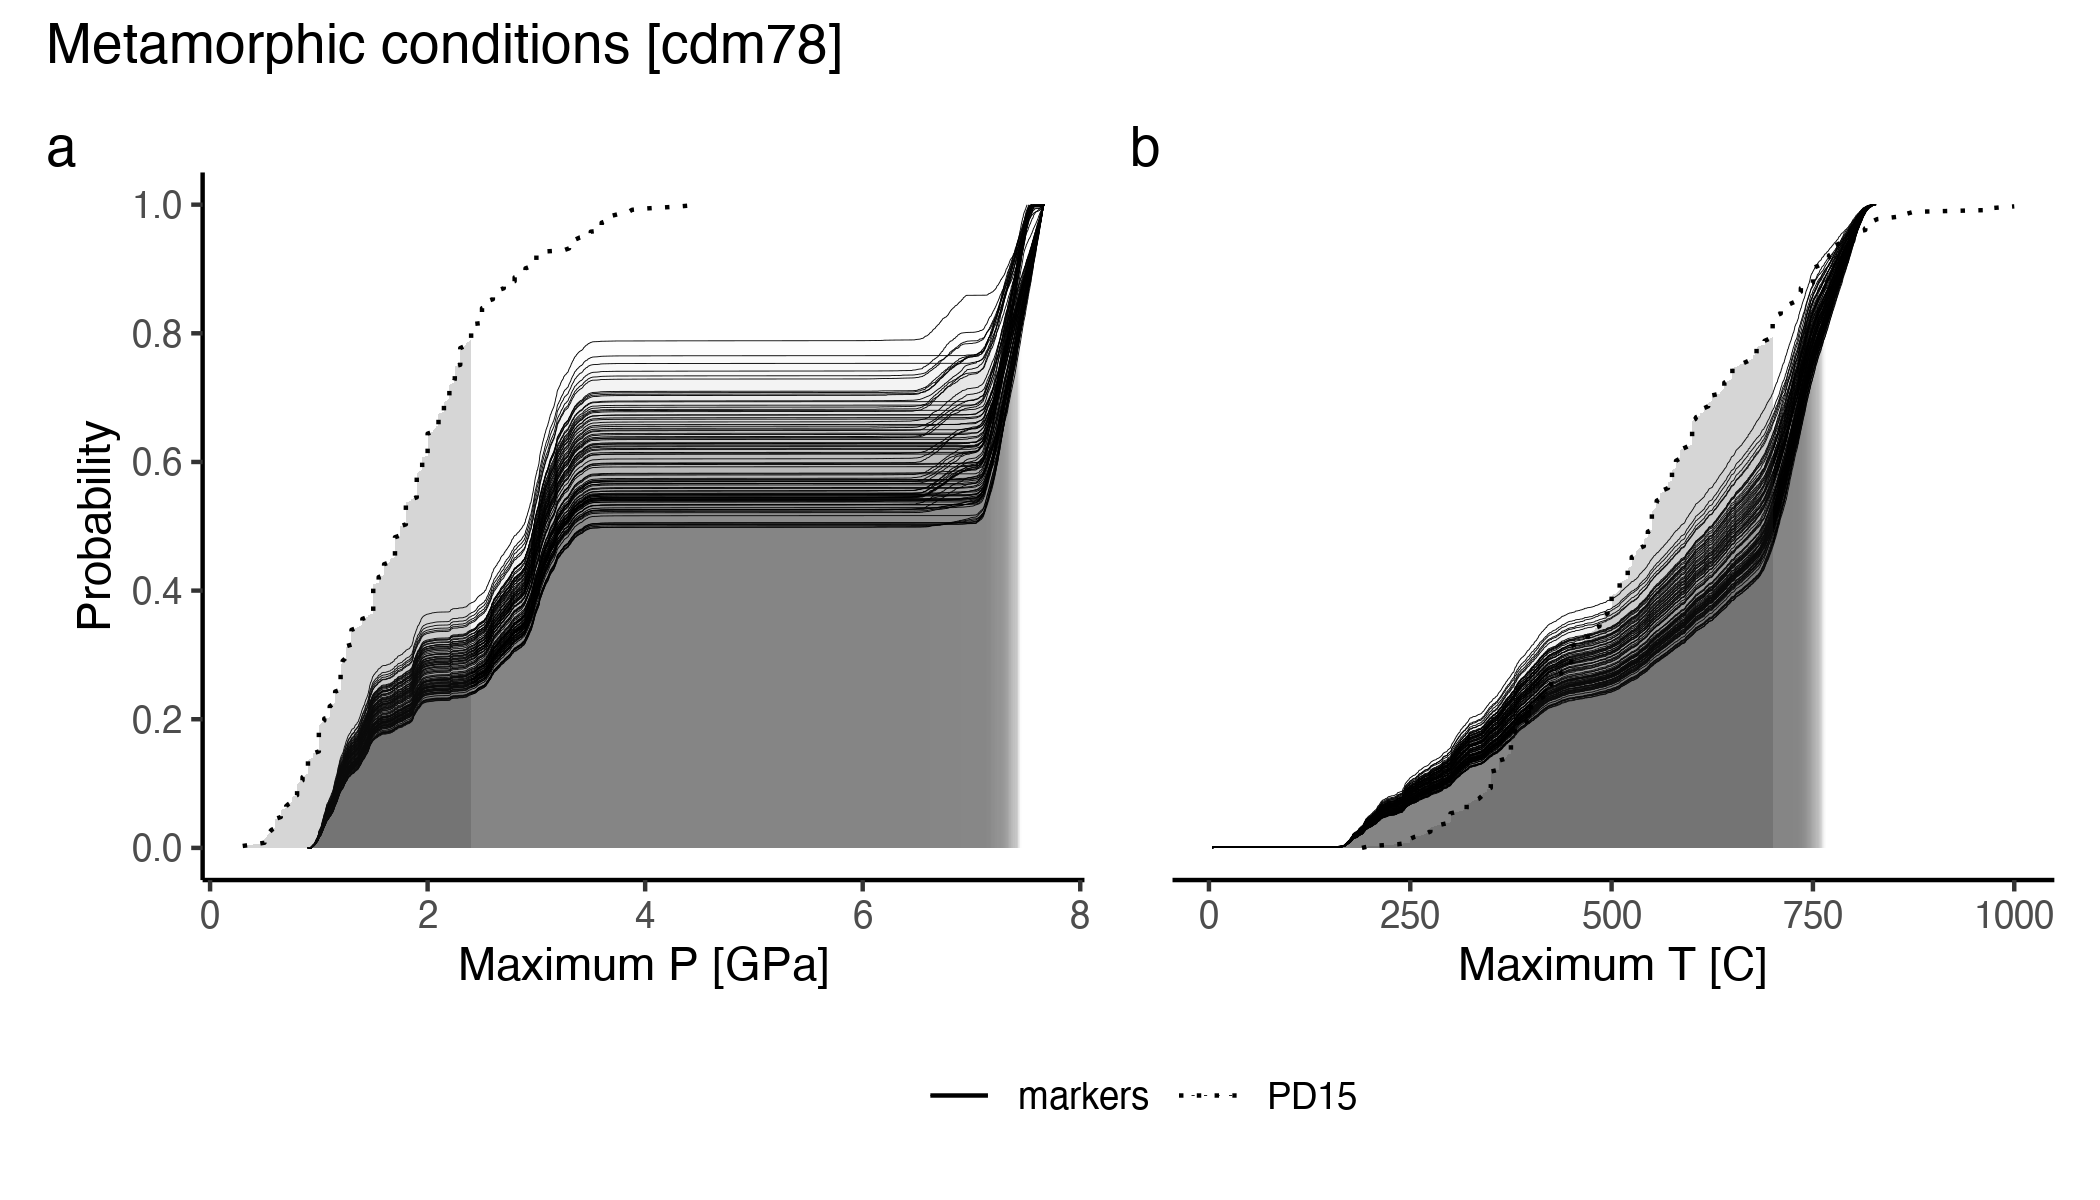 Metamorphic conditions [cdm78]
a
b
Probability
1.0
0.8
0.6
0.4
0.2
0.0
0 2 4 6 8
Maximum P [GPa]
0 250 500 750 1000
Maximum T [C]
markers PD15